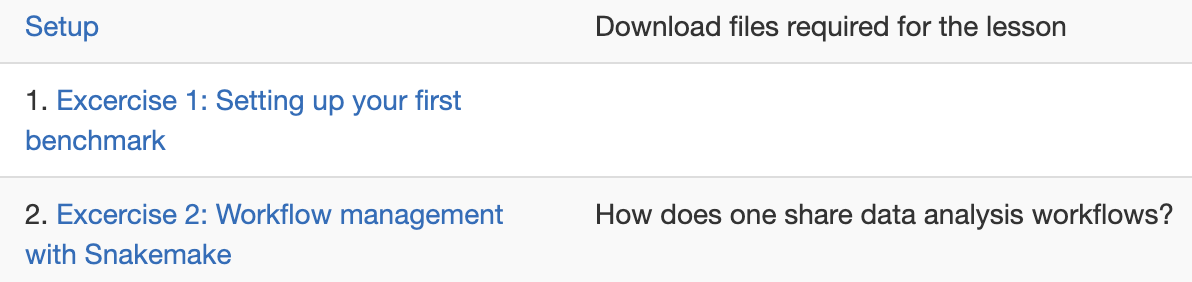 Setup
Download files required for the lesson
1. Excercise 1: Setting up your first
benchmark
2. Excercise 2: Workflow management
with Snakemake
How does one share data analysis workflows?